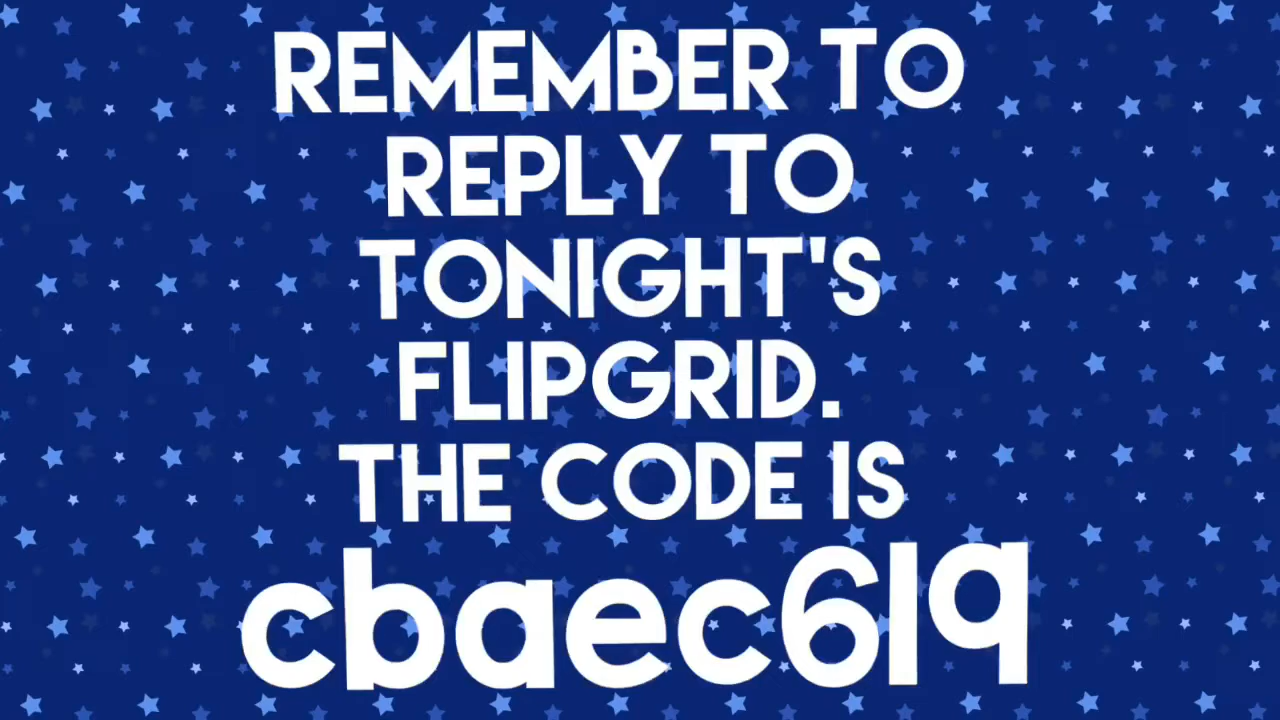 REMEMBER TO
REPLY TO
TONIGHT'S
FLIPGRID.
THE CODE IS
cbaec619